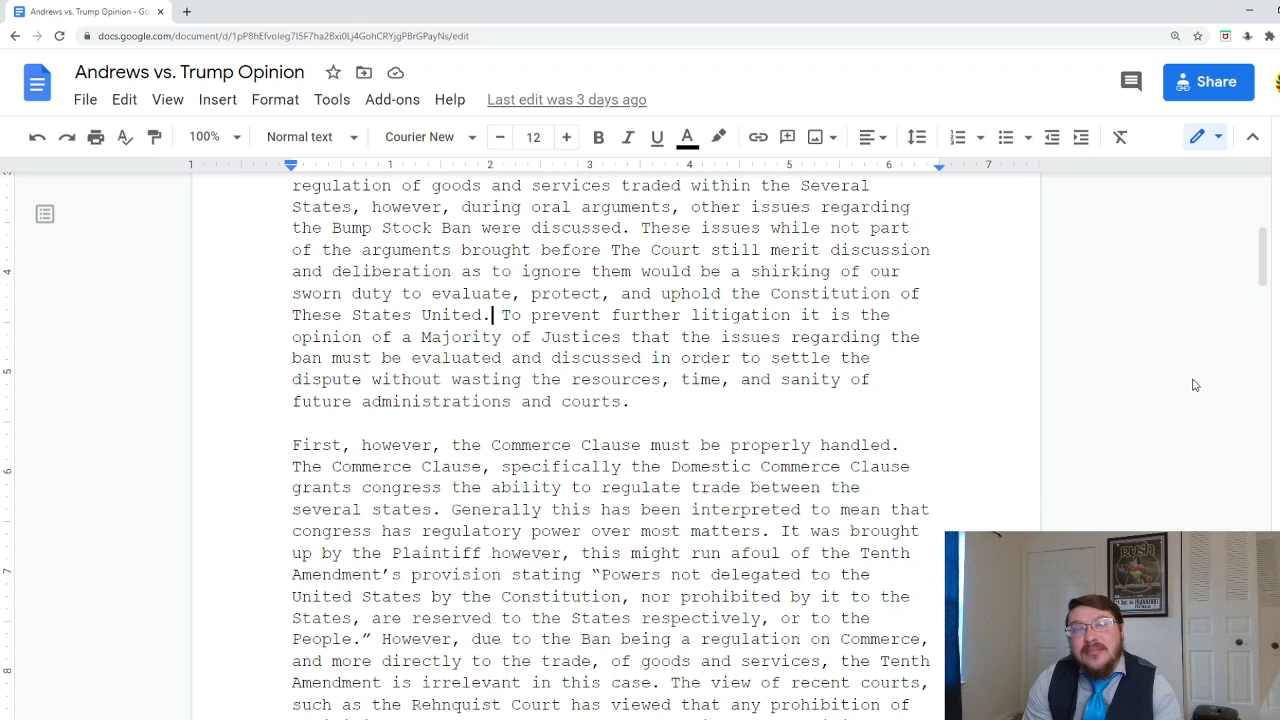 Andrews vs. Trump Opinion - Go
docs.google.com/document/d/1pP8hEfvoleg7I5F7ha2Bxi0Lj4GohCRYjgPBrGPayNs/edit
Andrews vs. Trump Opinion
Share
File Edit View Insert Format Tools Add-ons Help Last edit was 3 days ago
100% Normal text Courier New 12
1 1 2 3 4 5 6 7
regulation of goods and services traded within the Several
States, however, during oral arguments, other issues regarding
the Bump Stock Ban were discussed. These issues while not part
of the arguments brought before The Court still merit discussion
and deliberation as to ignore them would be a shirking of our
sworn duty to evaluate, protect, and uphold the Constitution of
These States United. To prevent further litigation it is the
opinion of a Majority of Justices that the issues regarding the
ban must be evaluated and discussed in order to settle the
dispute without wasting the resources, time, and sanity of
future administrations and courts.
First, however, the Commerce Clause must be properly handled.
The Commerce Clause, specifically the Domestic Commerce Clause
grants congress the ability to regulate trade between the
several states. Generally this has been interpreted to mean that
congress has regulatory power over most matters. It was brought
up by the Plaintiff however, this might run afoul of the Tenth
Amendment's provision stating “Powers not delegated to the
United States by the Constitution, nor prohibited by it to the
States, are reserved to the States respectively, or to the
People.” However, due to the Ban being a regulation on Commerce,
and more directly to the trade, of goods and services, the Tenth
Amendment is irrelevant in this case. The view of recent courts,
such as the Rehnquist Court has viewed that any prohibition of
4
5
6
7
8
RUSH